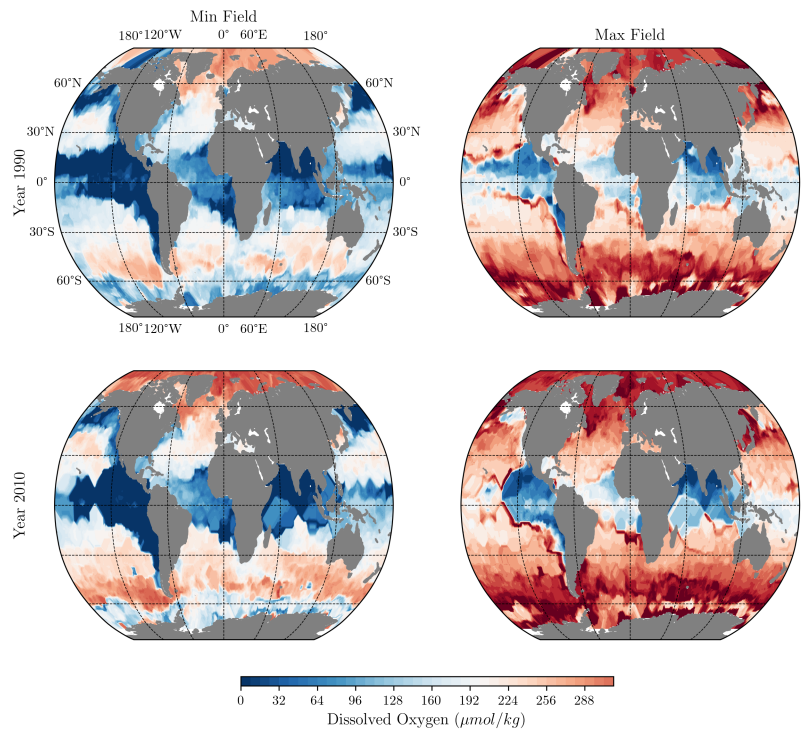 Min Field
Max Field
180° 120°W 0° 60°E 180°
60°N 60°N
30°N 30°N
Year 1990
0° 0°
30°S 30°S
60°S 60°S
180° 120°W 0° 60°E 180°
Year 2010
0 32 64 96 128 160 192 224 256 288
Dissolved Oxygen (μmol/kg)